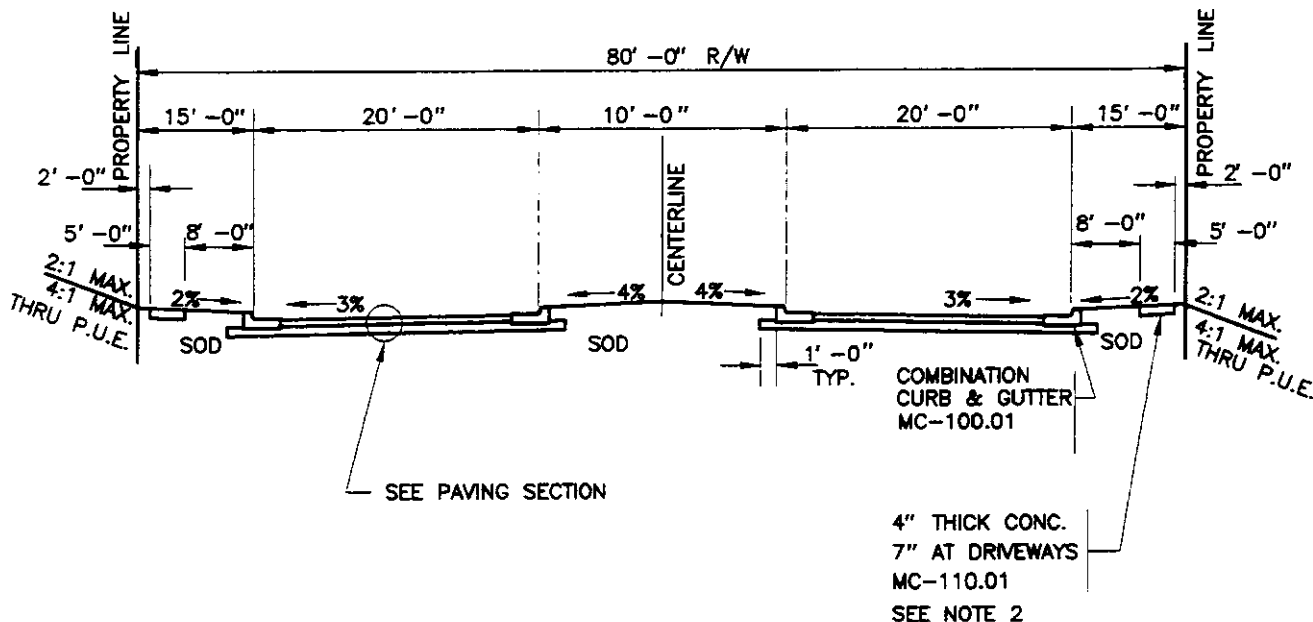 PROPERTY LINE
80' -0" R/W
PROPERTY LINE
15' -0"
20' -0"
10' -0"
20' -0"
15' -0"
2' -0"
2' -0"
CENTERLINE
5' -0"
8' -0"
8' -0"
5' -0"
2:1 MAX.
4:1 MAX.
THRU P.U.E.
2%
3%
4%
4%
3%
2%
2:1 MAX.
4:1 MAX.
THRU P.U.E.
SOD
SOD
SOD
1' -0"
TYP.
COMBINATION
CURB & GUTTER
MC-100.01
SEE PAVING SECTION
4" THICK CONC.
7" AT DRIVEWAYS
MC-110.01
SEE NOTE 2